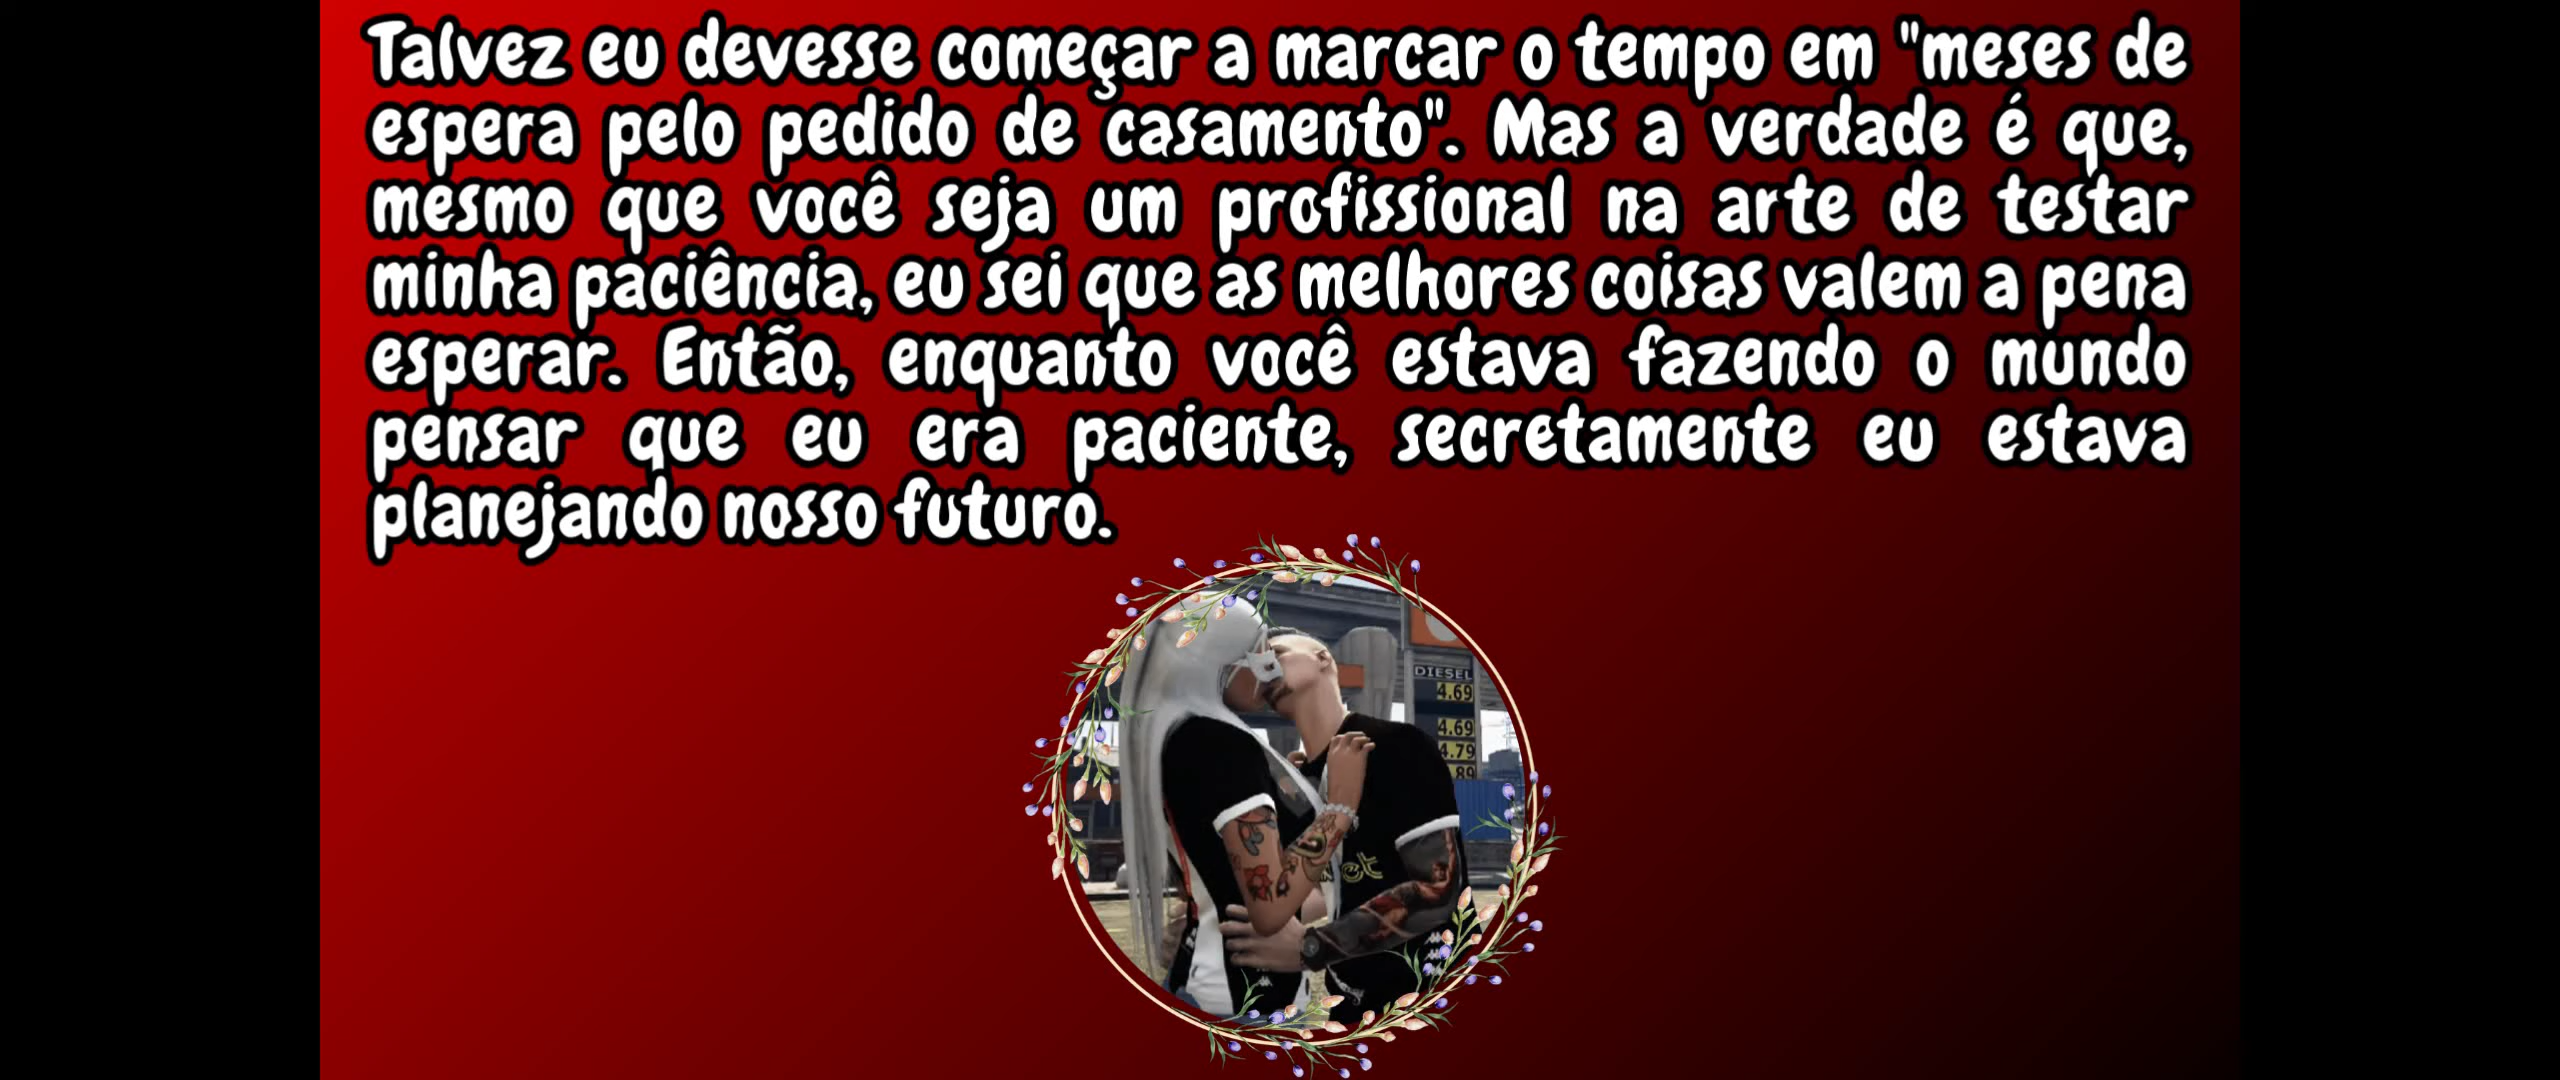 Talvez eu devesse começar a marcar o tempo em "meses de
espera pelo pedido de casamento". Mas a verdade é que,
mesmo que você seja um profissional na arte de testar
minha paciência, eu sei que as melhores coisas valem a pena
esperar. Então, enquanto você estava fazendo o mundo
pensar que eu era paciente, secretamente eu estava
planejando nosso futuro.
DIESEL
4.69
4.69
4.79
89
et